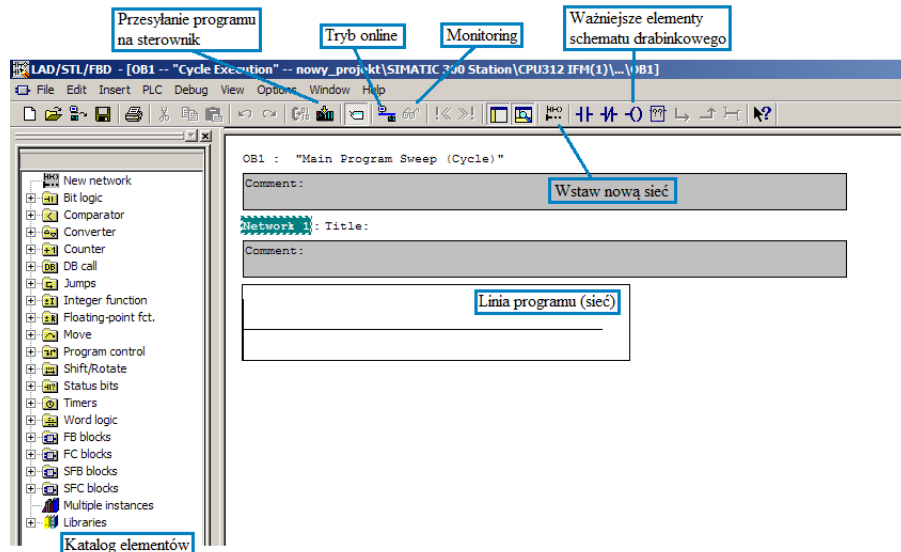 Przesyłanie programu
na sterownik
Tryb online
Monitoring
Ważniejsze elementy
schematu drabinkowego
LAD/STL/FBD - [OB1 -- "Cycle Execution" -- nowy_projekt\SIMATIC 300 Station\CPU312 IFM(1)\...\OB1]
File Edit Insert PLC Debug View Options Window Help
New network
Bit logic
Comparator
Converter
Counter
DB call
Jumps
Integer function
Floating-point fct.
Move
Program control
Shift/Rotate
Status bits
Timers
Word logic
FB blocks
FC blocks
SFB blocks
SFC blocks
Multiple instances
Libraries
Katalog elementów
OB1 : "Main Program Sweep (Cycle)"
Comment:
Wstaw nową sieć
Network 1: Title:
Comment:
Linia programu (sieć)